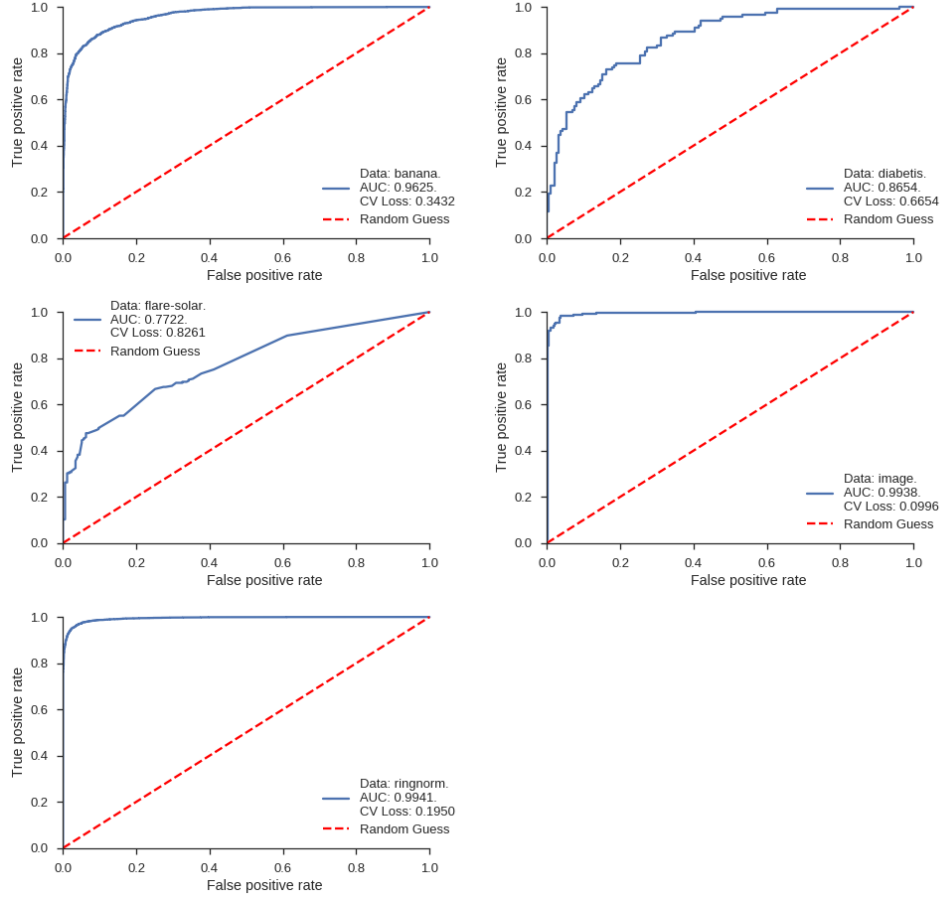 1.0
0.8
0.6
0.4
0.2
0.0
True positive rate
0.0 0.2 0.4 0.6 0.8 1.0
False positive rate
Data: banana.
AUC: 0.9625.
CV Loss: 0.3432
Random Guess
1.0
0.8
0.6
0.4
0.2
0.0
True positive rate
0.0 0.2 0.4 0.6 0.8 1.0
False positive rate
Data: diabetis.
AUC: 0.8654.
CV Loss: 0.6654
Random Guess
1.0
0.8
0.6
0.4
0.2
0.0
True positive rate
0.0 0.2 0.4 0.6 0.8 1.0
False positive rate
Data: flare-solar.
AUC: 0.7722.
CV Loss: 0.8261
Random Guess
1.0
0.8
0.6
0.4
0.2
0.0
True positive rate
0.0 0.2 0.4 0.6 0.8 1.0
False positive rate
Data: image.
AUC: 0.9938.
CV Loss: 0.0996
Random Guess
1.0
0.8
0.6
0.4
0.2
0.0
True positive rate
0.0 0.2 0.4 0.6 0.8 1.0
False positive rate
Data: ringnorm.
AUC: 0.9941.
CV Loss: 0.1950
Random Guess